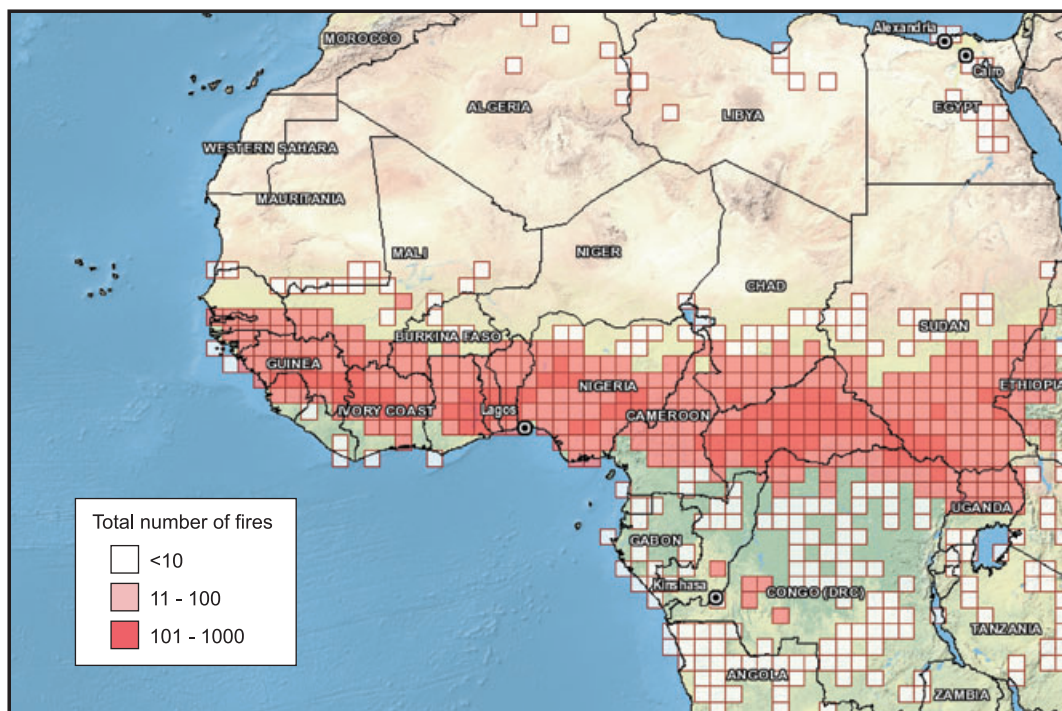 Alexandria
MOROCCO
Cairo
ALGERIA
LIBYA
EGYPT
WESTERN SAHARA
MAURITANIA
MALI
NIGER
CHAD
SUDAN
BURKINA FASO
GUINEA
NIGERIA
ETHIOPIA
IVORY COAST
Lagos
CAMEROON
UGANDA
GABON
Kinshasa
CONGO (DRC)
TANZANIA
ANGOLA
ZAMBIA
Total number of fires
<10
11 - 100
101 - 1000